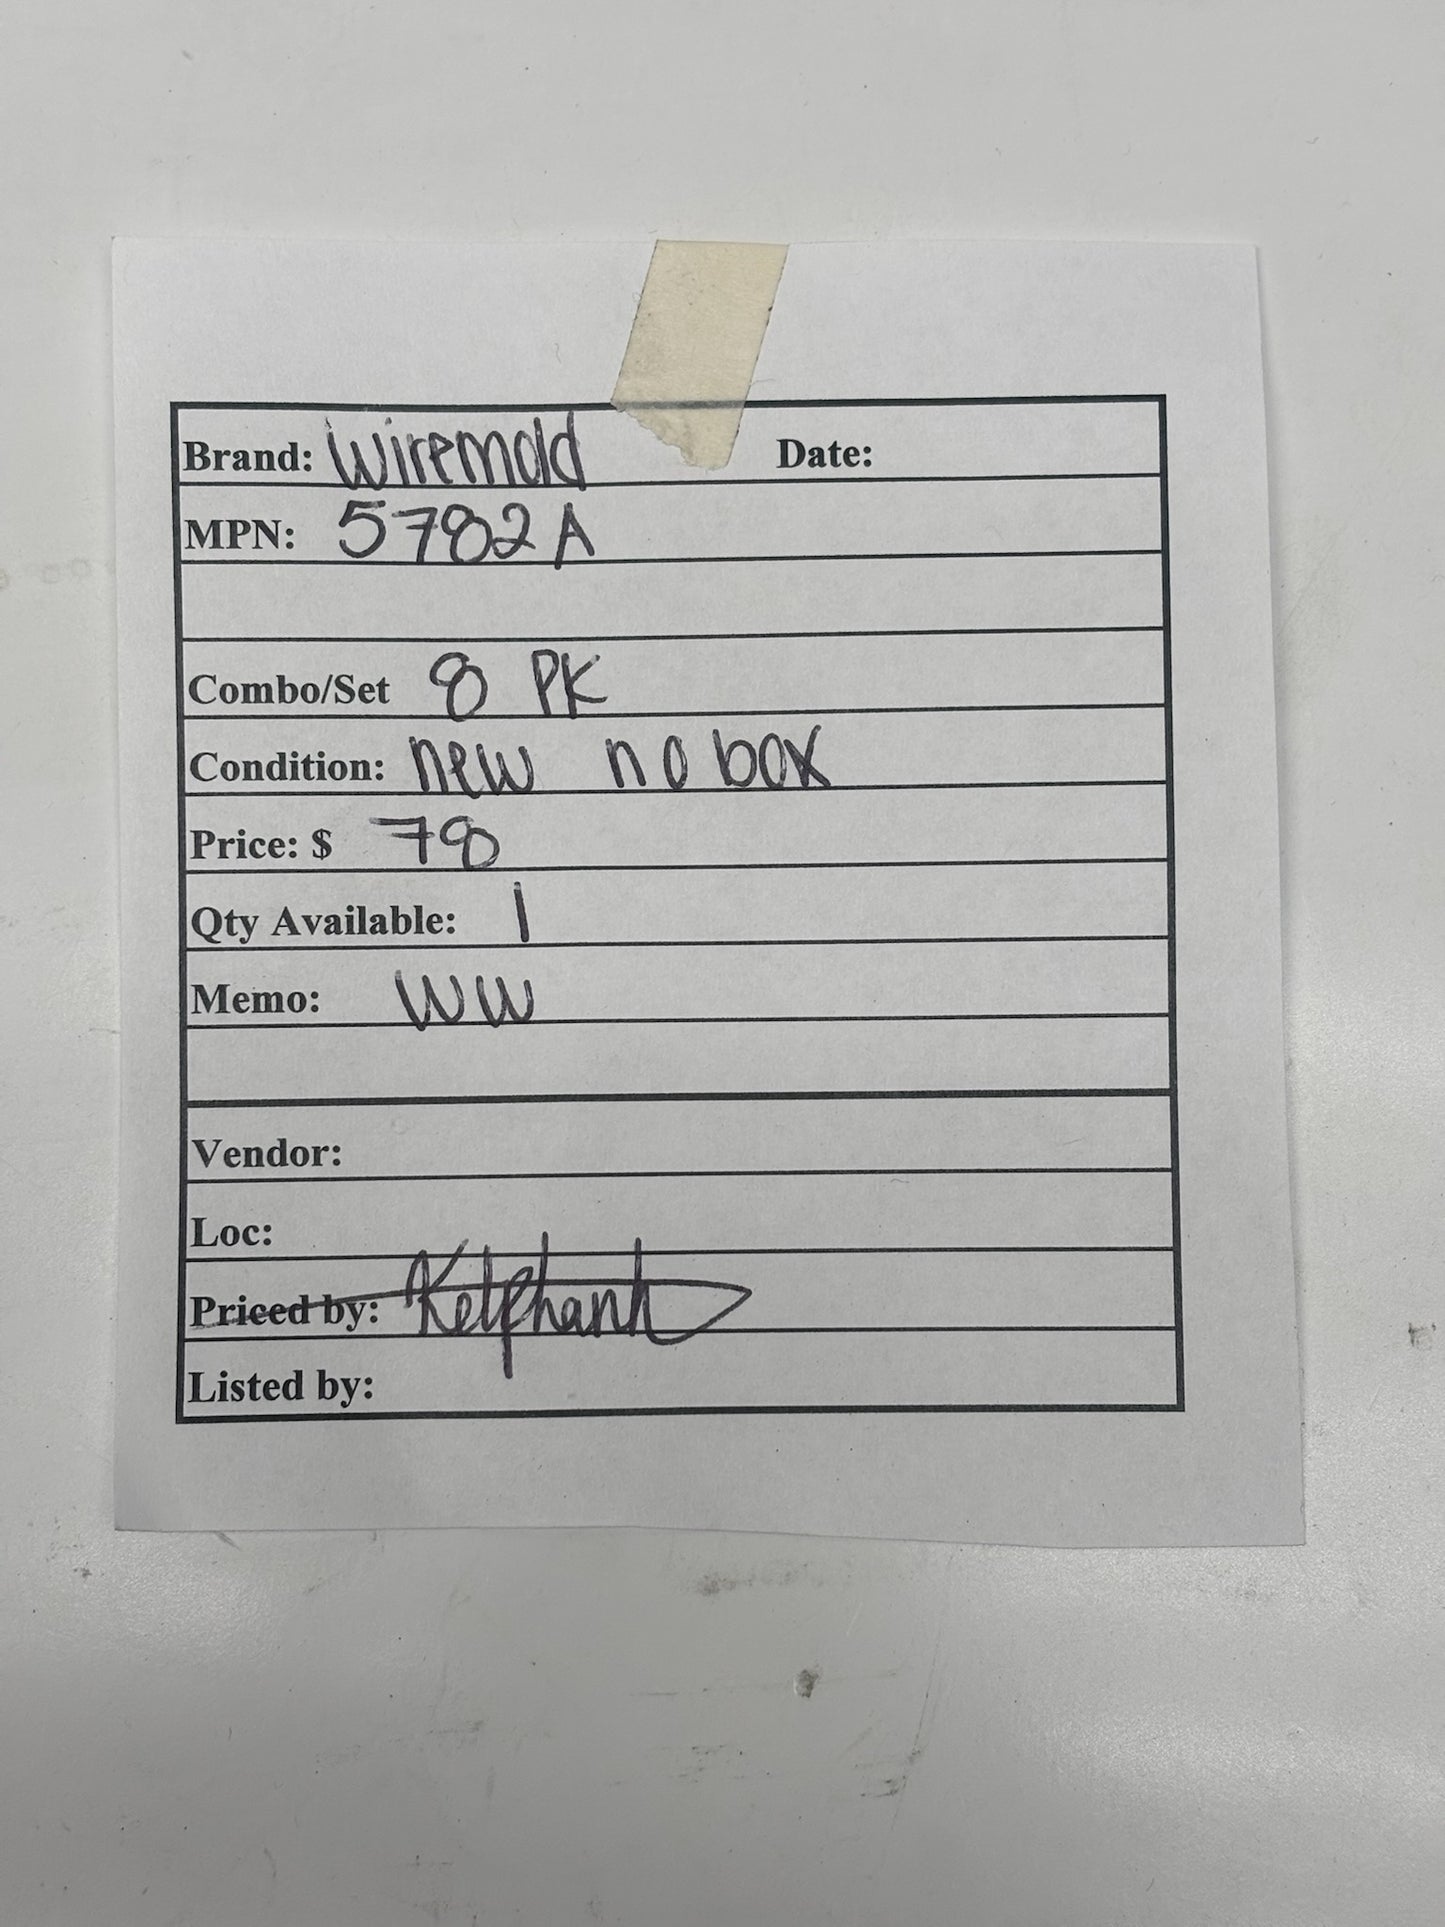 Brand: Wiremold Date:
MPN: 5782A
Combo/Set 8 PK
Condition: new no box
Price: $ 78
Qty Available: 1
Memo: WW
Vendor:
Loc:
Priced by:
Listed by: